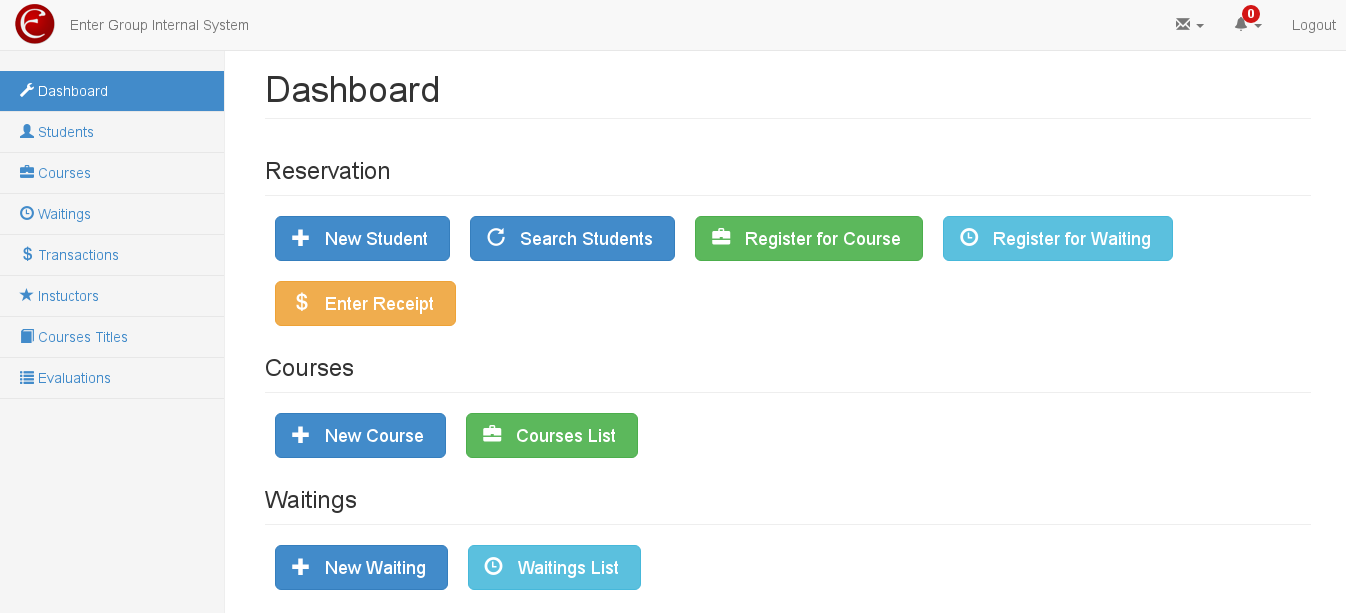 Enter Group Internal System
0
Logout
Dashboard
Students
Courses
Waitings
Transactions
Instuctors
Courses Titles
Evaluations
Dashboard
Reservation
New Student
Search Students
Register for Course
Register for Waiting
Enter Receipt
Courses
New Course
Courses List
Waitings
New Waiting
Waitings List